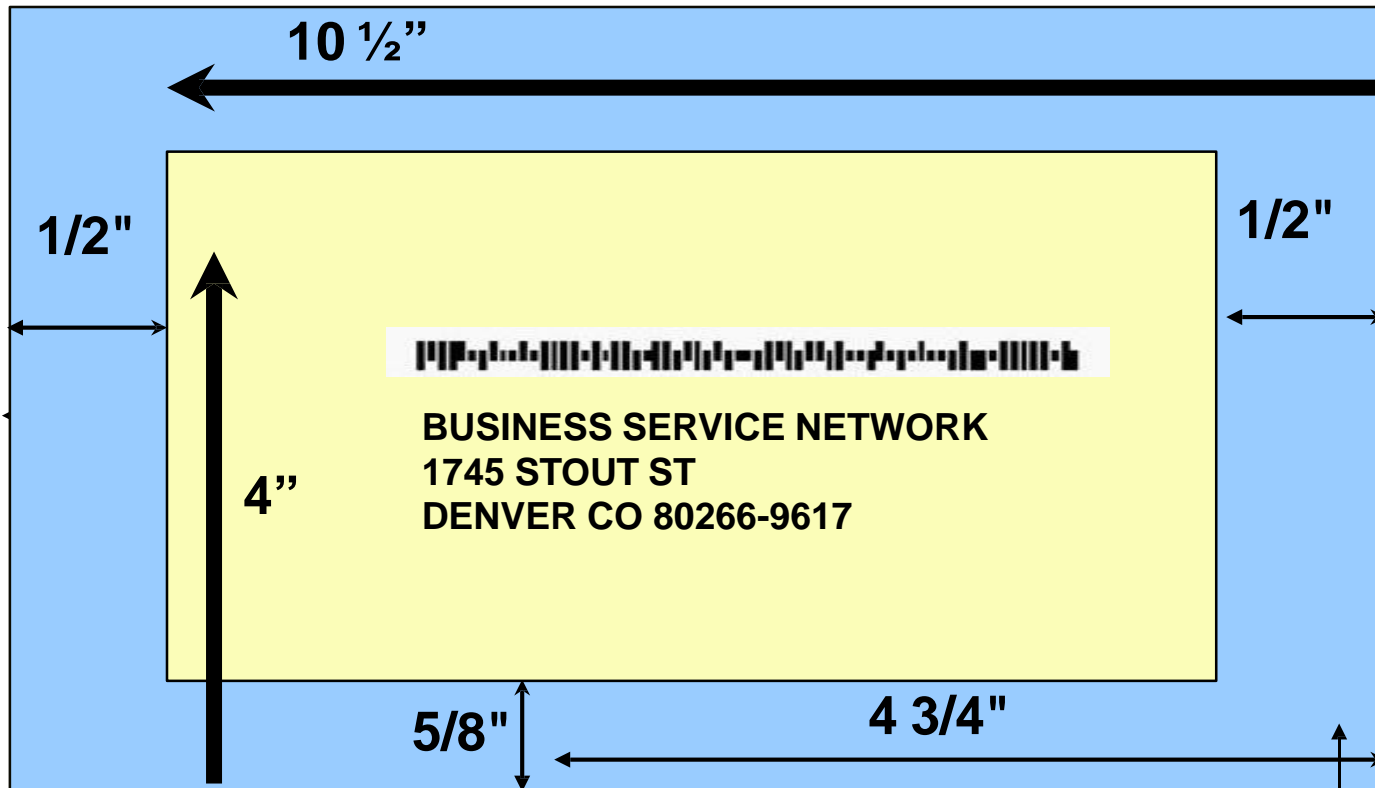 10 ½”
1/2"
1/2"
BUSINESS SERVICE NETWORK
1745 STOUT ST
4”
DENVER CO 80266-9617
5/8"
4 3/4"